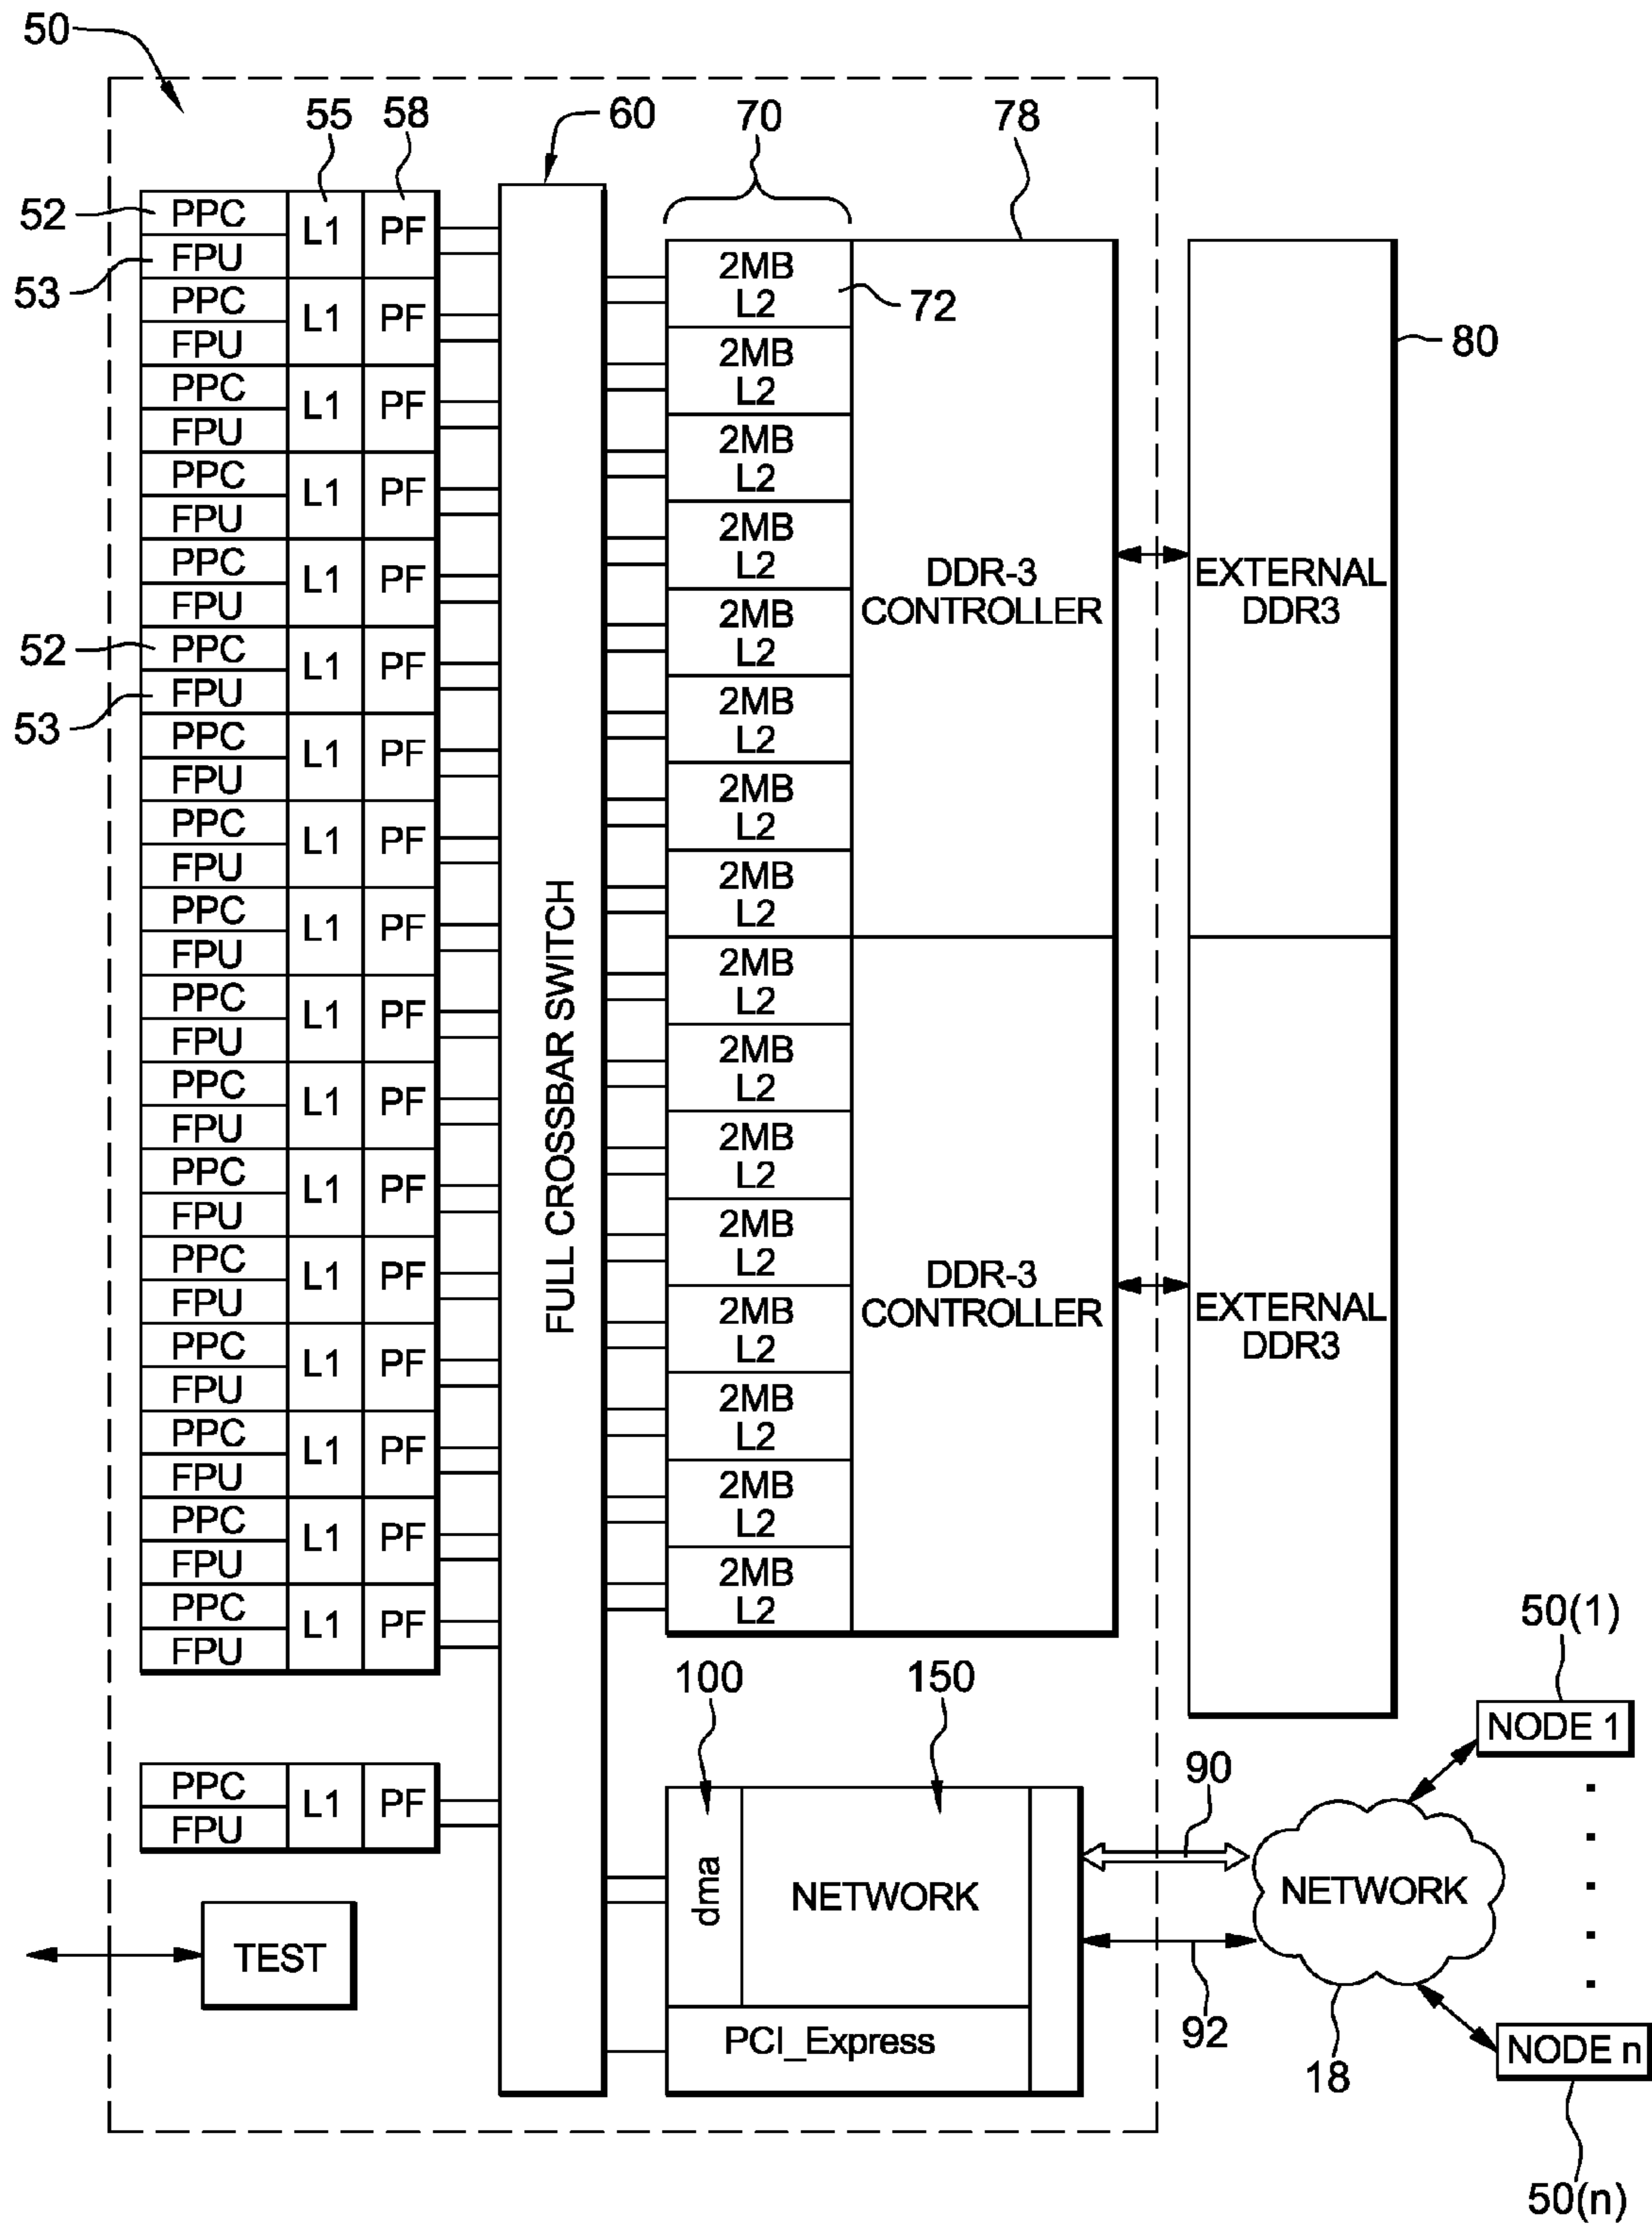 50
55
58
60
70
78
52
53
PPC
FPU
L1
PF
PPC
FPU
L1
PF
PPC
FPU
L1
PF
PPC
FPU
L1
PF
PPC
FPU
L1
PF
52
53
PPC
FPU
L1
PF
PPC
FPU
L1
PF
PPC
FPU
L1
PF
PPC
FPU
L1
PF
PPC
FPU
L1
PF
PPC
FPU
L1
PF
PPC
FPU
L1
PF
PPC
FPU
L1
PF
PPC
FPU
L1
PF
PPC
FPU
L1
PF
PPC
FPU
L1
PF
PPC
FPU
L1
PF
PPC
FPU
L1
PF
TEST
FULL CROSSBAR SWITCH
2MB
L2
72
2MB
L2
2MB
L2
2MB
L2
2MB
L2
2MB
L2
2MB
L2
2MB
L2
2MB
L2
2MB
L2
2MB
L2
2MB
L2
2MB
L2
2MB
L2
2MB
L2
2MB
L2
DDR-3
CONTROLLER
DDR-3
CONTROLLER
80
EXTERNAL
DDR3
EXTERNAL
DDR3
100
150
dma
NETWORK
PCI_Express
90
92
NETWORK
18
50(1)
NODE 1
NODE n
50(n)